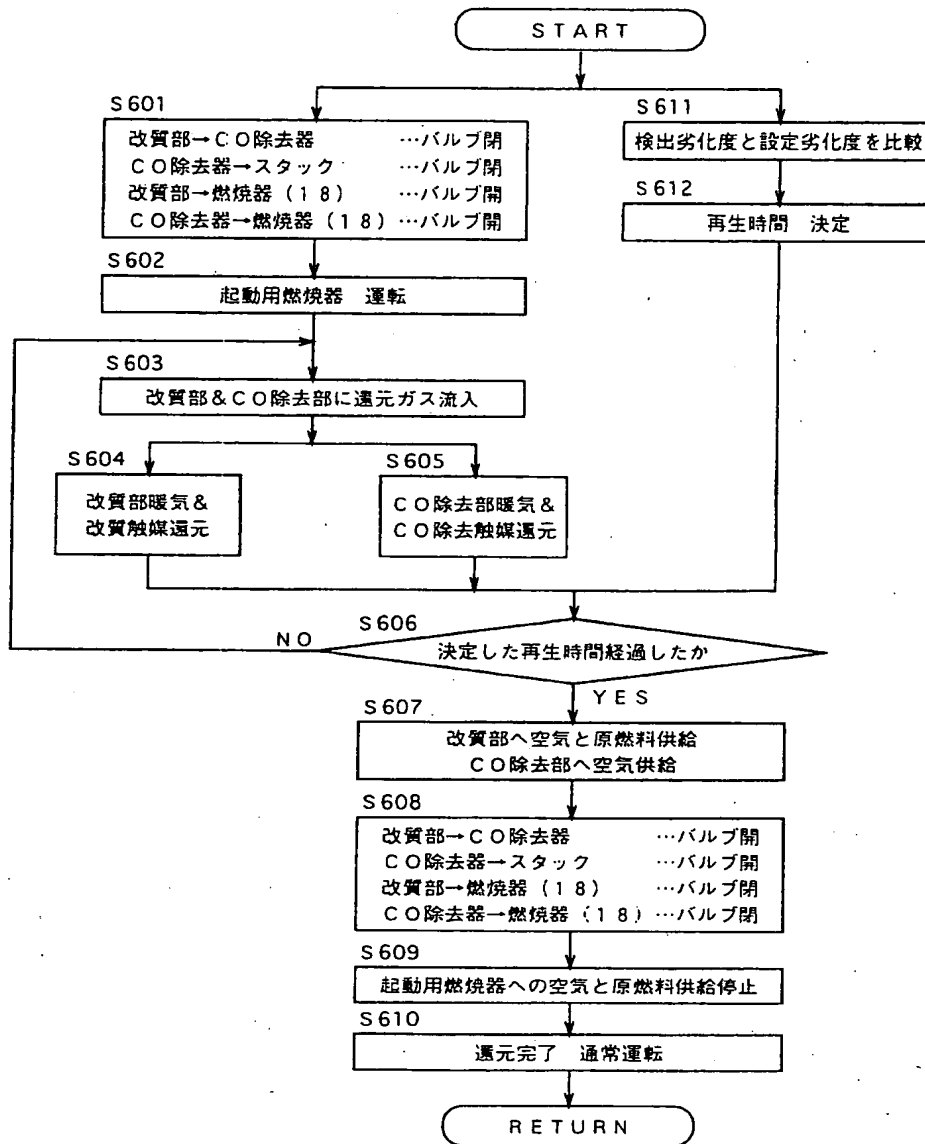 START
S601
改質部→CO除去器 …バルブ閉
CO除去器→スタック …バルブ閉
改質部→燃焼器(18) …バルブ開
CO除去器→燃焼器(18)…バルブ開
S611
検出劣化度と設定劣化度を比較
S612
再生時間 決定
S602
起動用燃焼器 運転
S603
改質部&CO除去部に還元ガス流入
S604
改質部暖気&
改質触媒還元
S605
CO除去部暖気&
CO除去触媒還元
S606
NO
決定した再生時間経過したか
YES
S607
改質部へ空気と原燃料供給
CO除去部へ空気供給
S608
改質部→CO除去器 …バルブ開
CO除去器→スタック …バルブ開
改質部→燃焼器(18) …バルブ閉
CO除去器→燃焼器(18)…バルブ閉
S609
起動用燃焼器への空気と原燃料供給停止
S610
還元完了 通常運転
RETURN